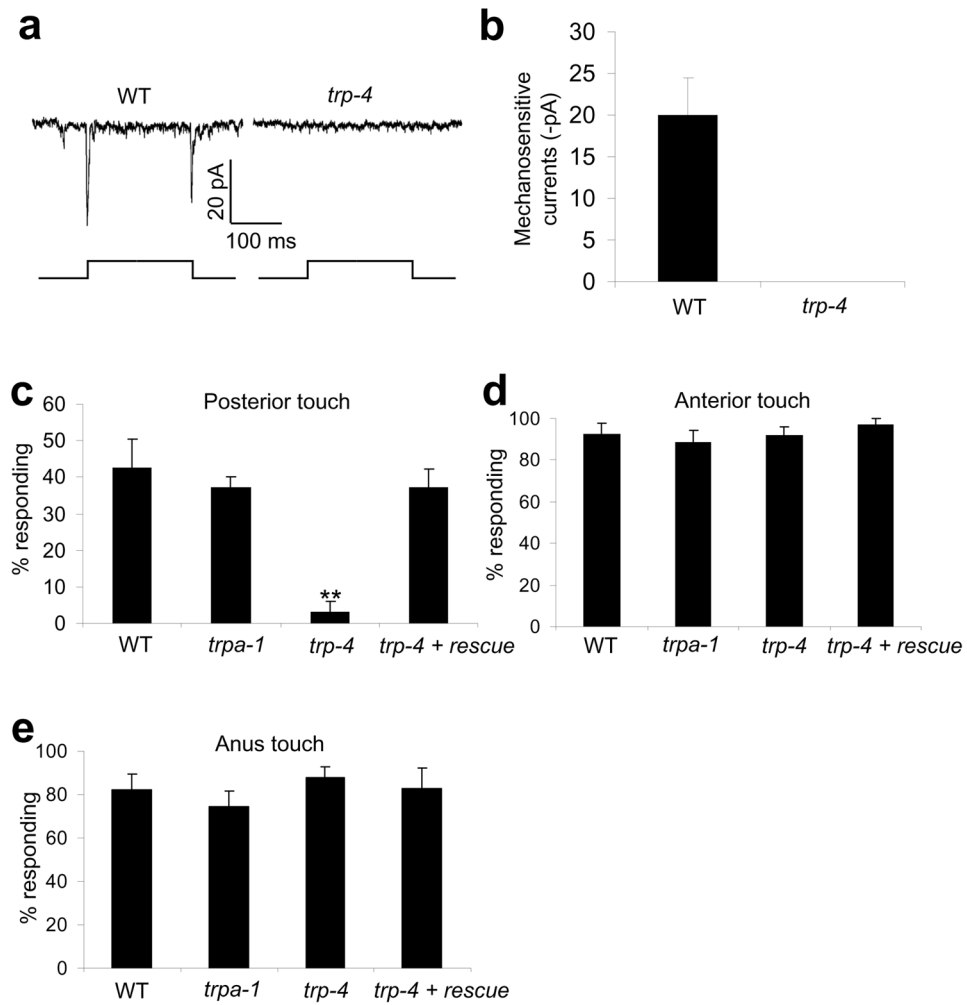 a
WT
trp-4
20 pA
100 ms
b
Mechanosensitive
currents (-pA)
30
25
20
15
10
5
0
WT
trp-4
c
Posterior touch
% responding
60
50
40
30
20
10
0
**
WT
trpa-1
trp-4
trp-4 + rescue
d
Anterior touch
% responding
100
80
60
40
20
0
WT
trpa-1
trp-4
trp-4 + rescue
e
Anus touch
% responding
100
80
60
40
20
0
WT
trpa-1
trp-4
trp-4 + rescue